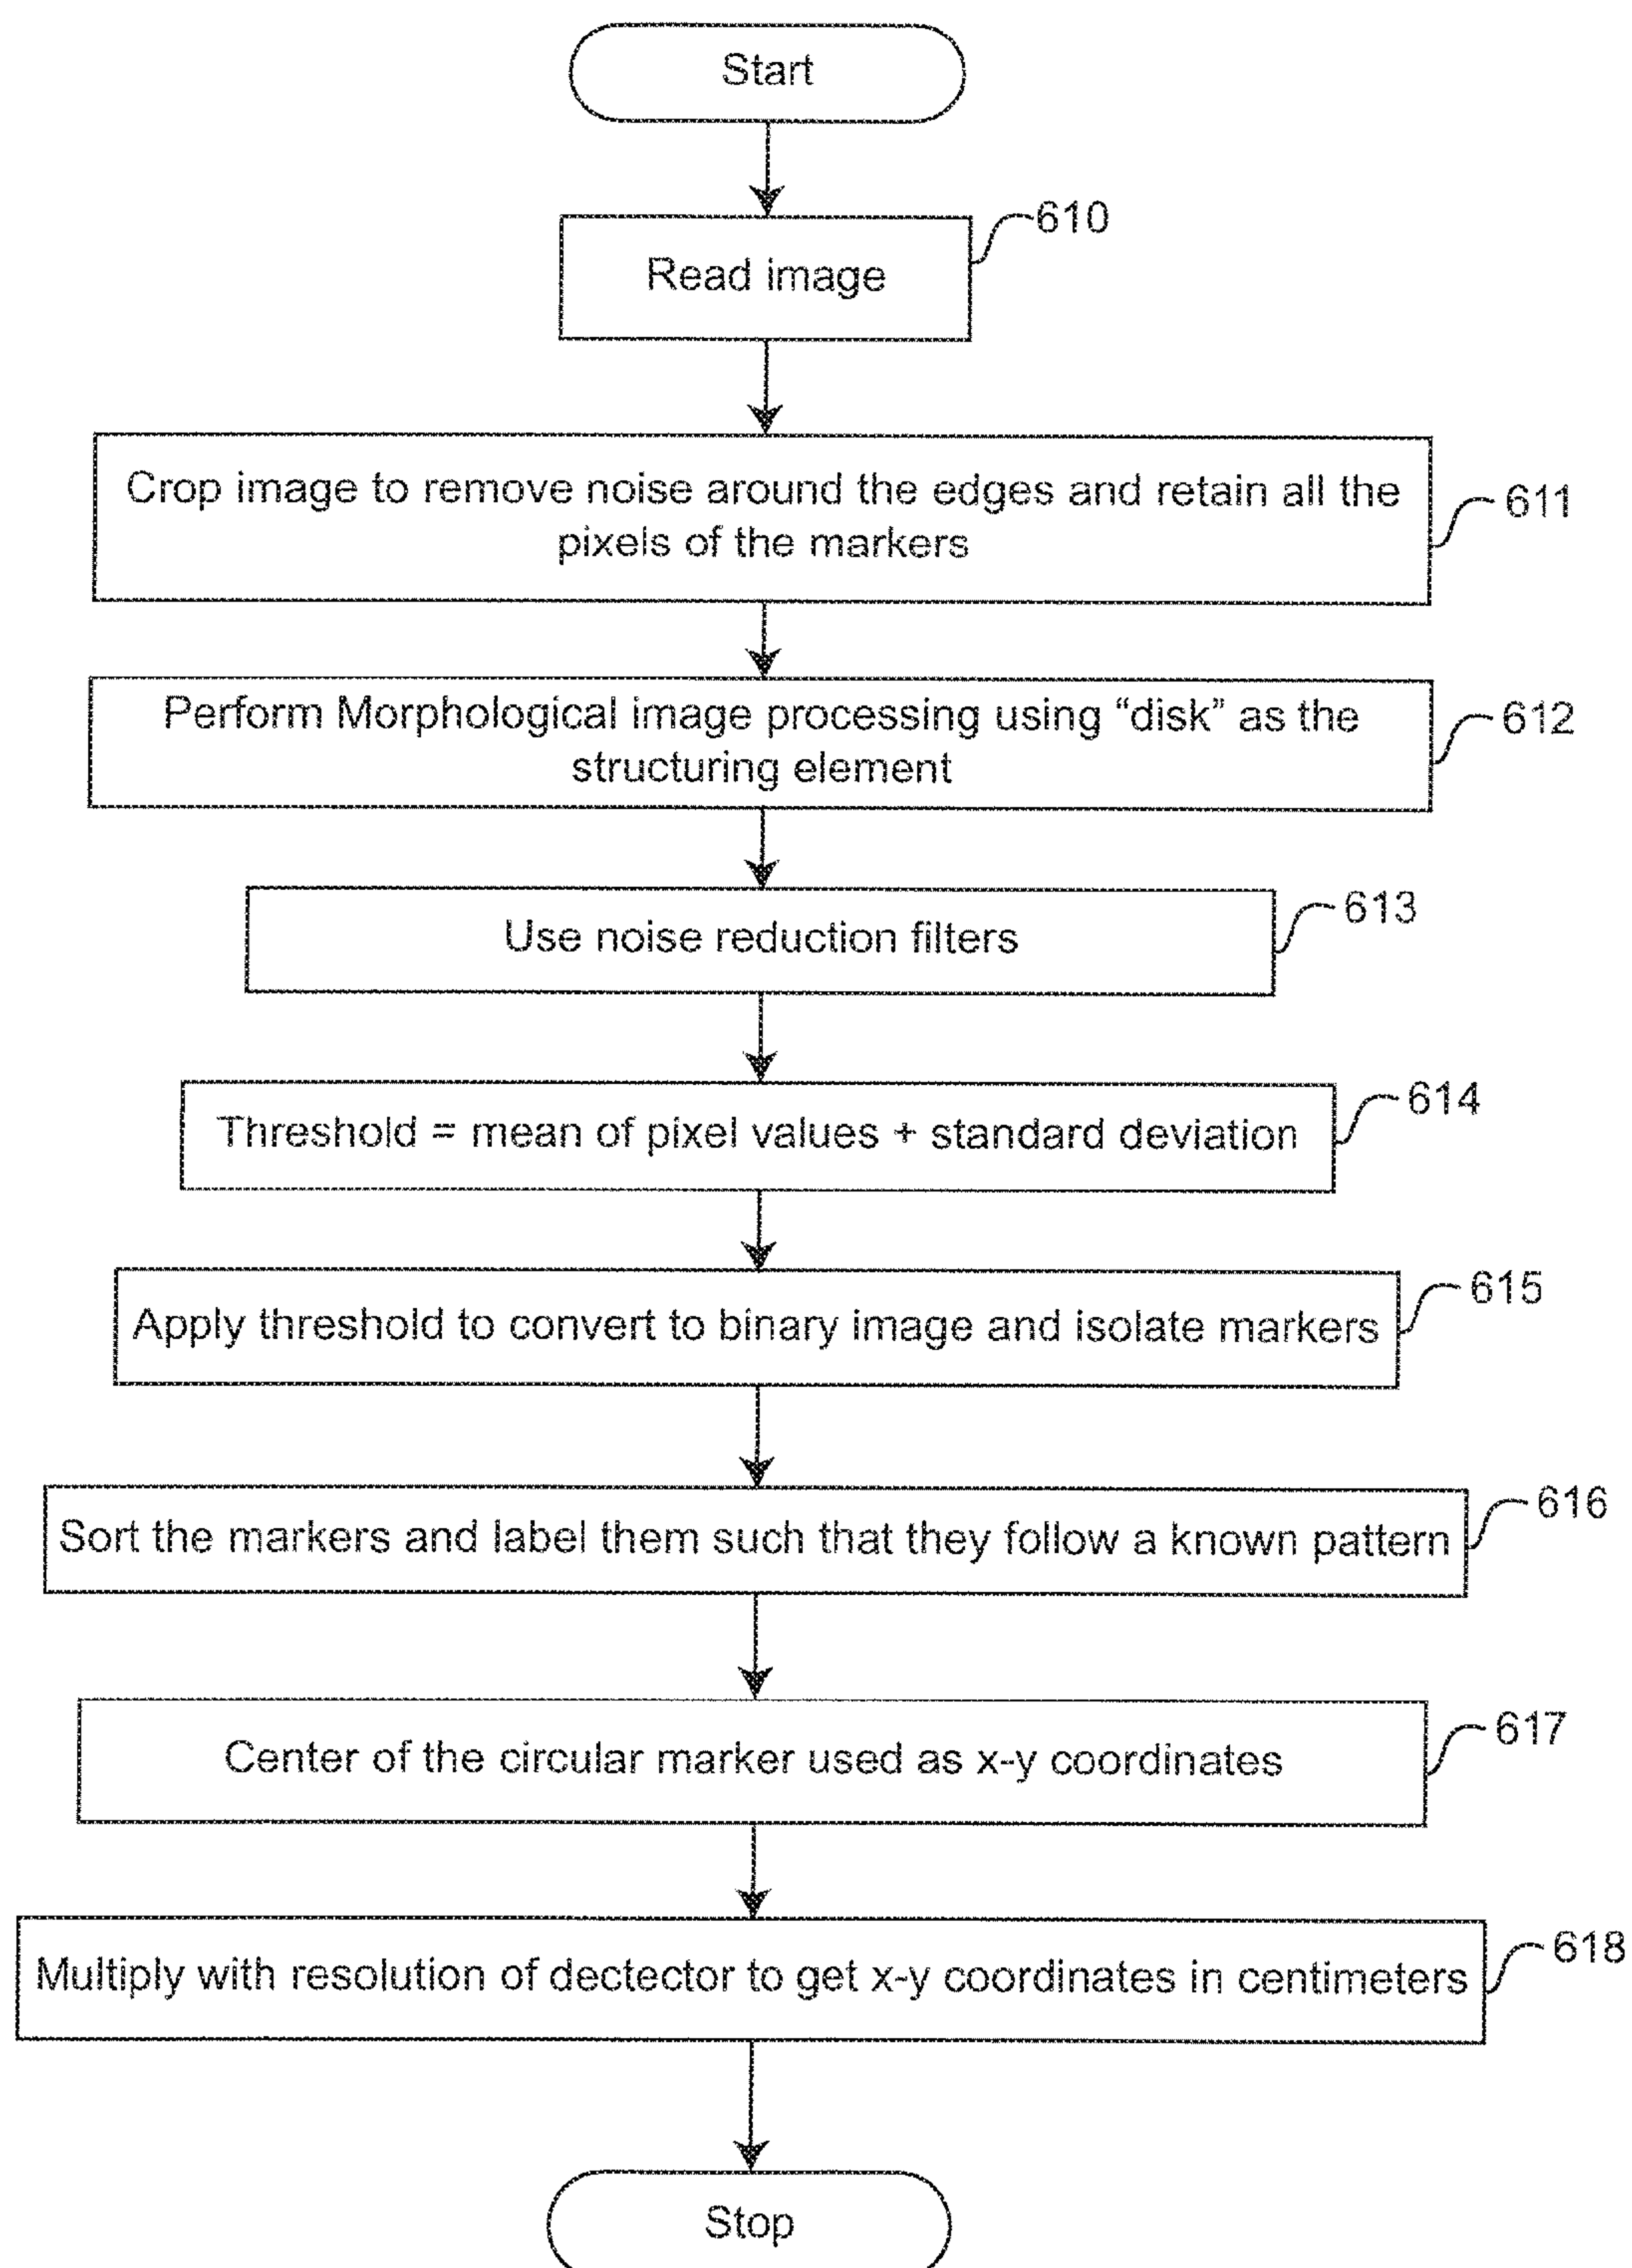 Start
610
Read image
Crop image to remove noise around the edges and retain all the
pixels of the markers
611
Perform Morphological image processing using “disk” as the
structuring element
612
Use noise reduction filters
613
Threshold = mean of pixel values + standard deviation
614
Apply threshold to convert to binary image and isolate markers
615
Sort the markers and label them such that they follow a known pattern
616
Center of the circular marker used as x-y coordinates
617
Multiply with resolution of dectector to get x-y coordinates in centimeters
618
Stop